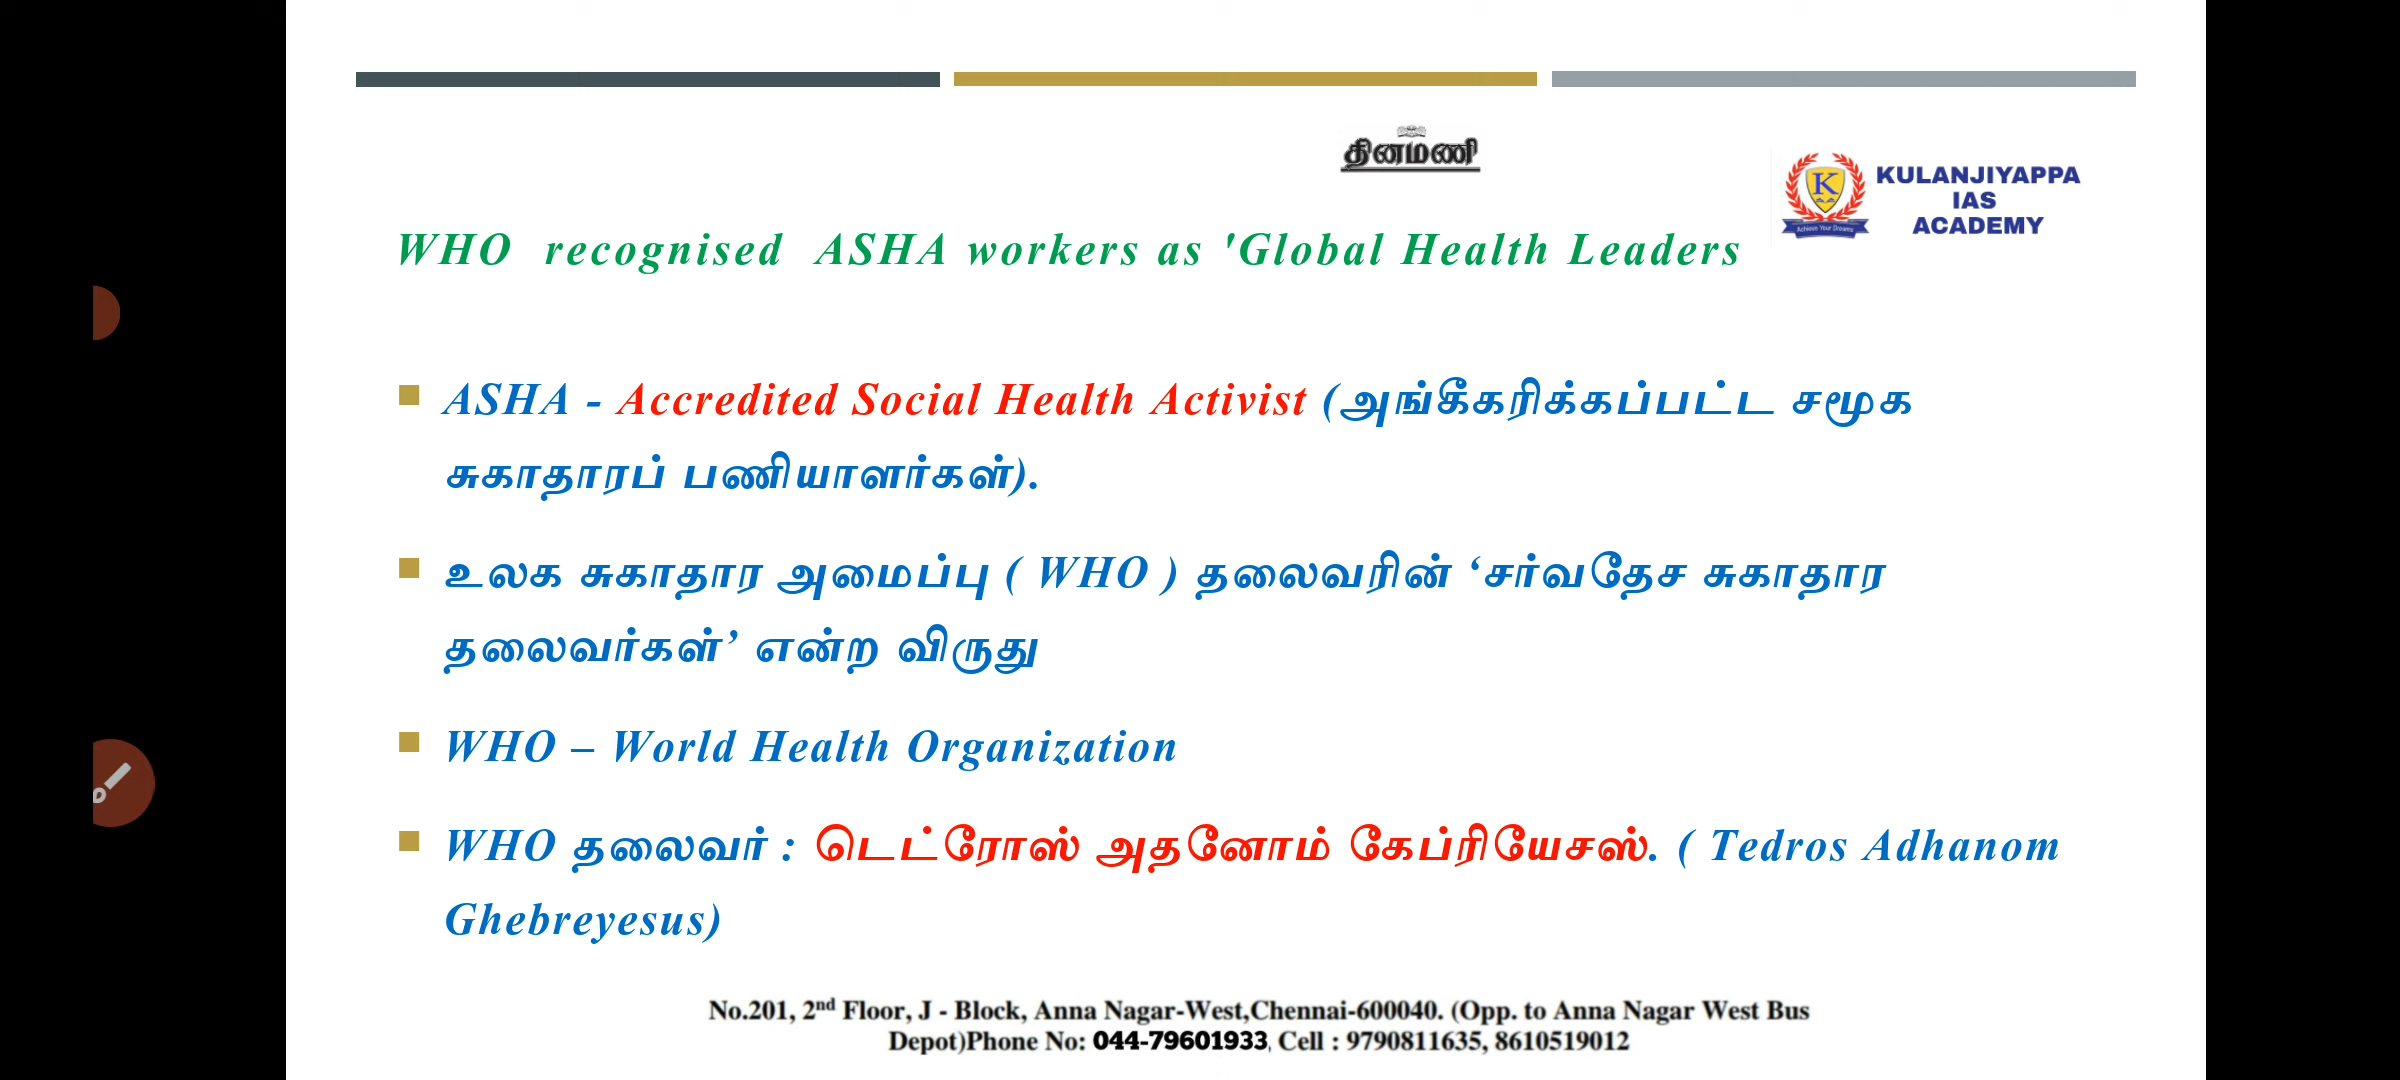 தினமணி
KULANJIYAPPA
IAS
ACADEMY
K
Achieve Your Dreams
WHO recognised ASHA workers as 'Global Health Leaders
ASHA - Accredited Social Health Activist (அங்கீகரிக்கப்பட்ட சமூக
சுகாதாரப் பணியாளர்கள்).
உலக சுகாதார அமைப்பு ( WHO ) தலைவரின் ‘சர்வதேச சுகாதார
தலைவர்கள்’ என்ற விருது
WHO – World Health Organization
WHO தலைவர் : டெட்ரோஸ் அதனோம் கேப்ரியேசஸ். ( Tedros Adhanom
Ghebreyesus)
No.201, 2nd Floor, J - Block, Anna Nagar-West,Chennai-600040. (Opp. to Anna Nagar West Bus
Depot)Phone No: 044-79601933, Cell : 9790811635, 8610519012